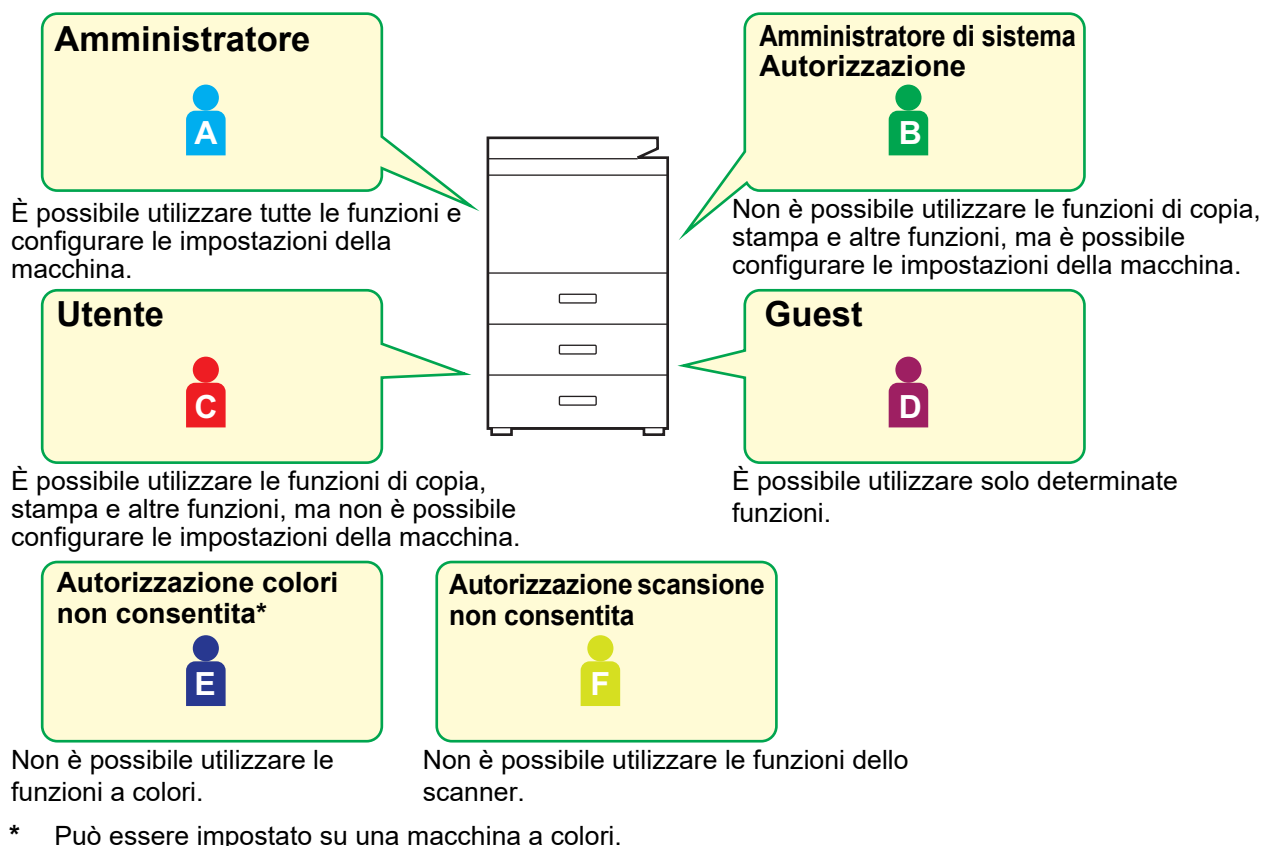 Amministratore
A
È possibile utilizzare tutte le funzioni e
configurare le impostazioni della
macchina.
Amministratore di sistema
Autorizzazione
B
Non è possibile utilizzare le funzioni di copia,
stampa e altre funzioni, ma è possibile
configurare le impostazioni della macchina.
Utente
C
È possibile utilizzare le funzioni di copia,
stampa e altre funzioni, ma non è possibile
configurare le impostazioni della macchina.
Guest
D
È possibile utilizzare solo determinate
funzioni.
Autorizzazione colori
non consentita*
E
Non è possibile utilizzare le
funzioni a colori.
Autorizzazione scansione
non consentita
F
Non è possibile utilizzare le funzioni dello
scanner.
* Può essere impostato su una macchina a colori.